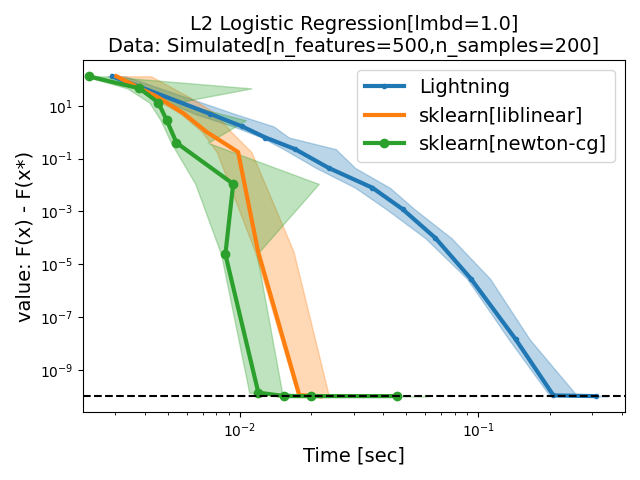 L2 Logistic Regression[lmbd=1.0]
Data: Simulated[n_features=500,n_samples=200]
value: F(x) - F(x*)
10^1
10^-1
10^-3
10^-5
10^-7
10^-9
Lightning
sklearn[liblinear]
sklearn[newton-cg]
10^-2
10^-1
Time [sec]